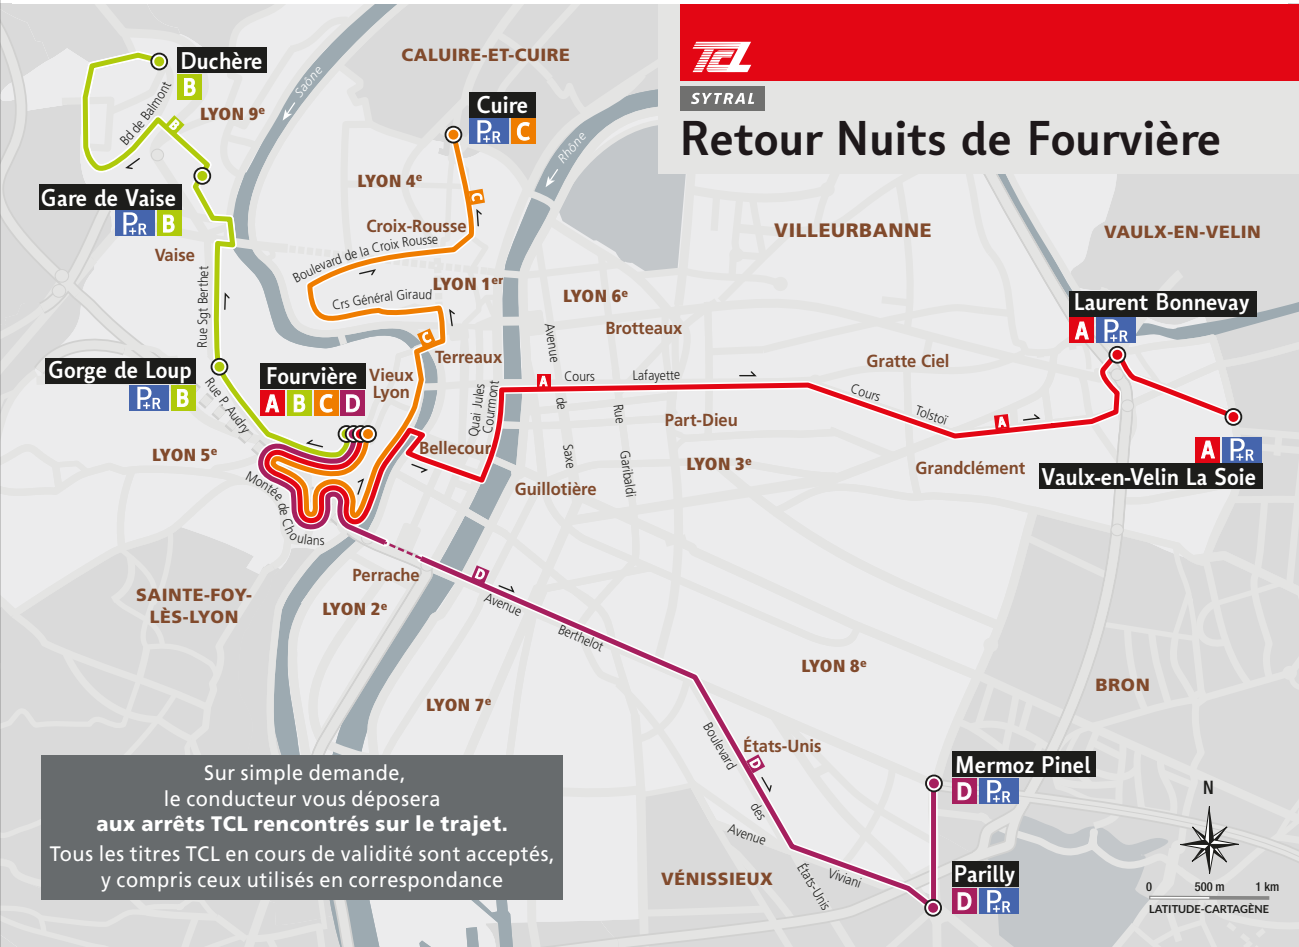 TCL
SYTRAL
Retour Nuits de Fourvière
Duchère
B
Bd de Balmont
B
LYON 9e
Saône
CALUIRE-ET-CUIRE
Cuire
P+R C
Rhône
LYON 4e
C
Gare de Vaise
P+R B
Vaise
Croix-Rousse
Boulevard de la Croix Rousse
VILLEURBANNE
VAULX-EN-VELIN
Rue Sgt Berthet
LYON 1er
Crs Général Giraud
LYON 6e
Brotteaux
Laurent Bonnevay
A P+R
C
Terreaux
Avenue
de
Saxe
Gratte Ciel
Gorge de Loup
P+R B
Fourvière
A B C D
Vieux
Lyon
Rue P. Audry
Quai Jules
Courmont
A
Cours
Lafayette
Rue
Garibaldi
Cours
Tolstoï
A
Part-Dieu
Bellecour
LYON 5e
LYON 3e
Grandclément
A P+R
Vaulx-en-Velin La Soie
Guillotière
Montée de Choulans
Perrache
D
Avenue
Berthelot
SAINTE-FOY-
LÈS-LYON
LYON 2e
LYON 8e
BRON
LYON 7e
Boulevard
des
États-Unis
États-Unis
D
Mermoz Pinel
D P+R
Avenue
Viviani
VÉNISSIEUX
Parilly
D P+R
Sur simple demande,
le conducteur vous déposera
aux arrêts TCL rencontrés sur le trajet.
Tous les titres TCL en cours de validité sont acceptés,
y compris ceux utilisés en correspondance
N
0 500 m 1 km
LATITUDE-CARTAGÈNE